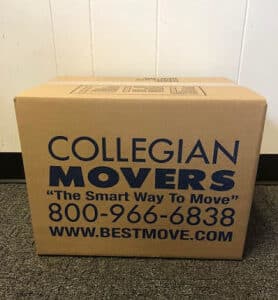 COLLEGIAN
MOVERS
"The Smart Way To Move"
800-966-6838
WWW.BESTMOVE.COM